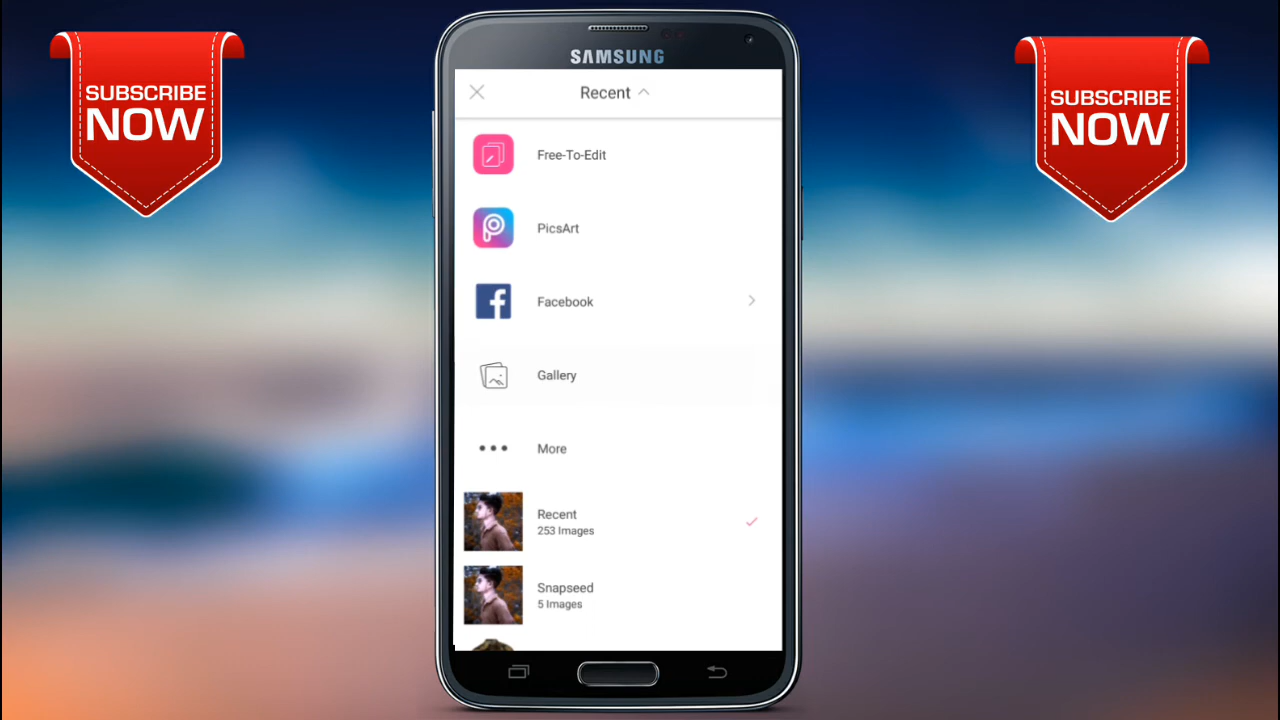 SUBSCRIBE
NOW
SAMSUNG
SUBSCRIBE
NOW
Recent
Free-To-Edit
PicsArt
Facebook
Gallery
More
Recent
253 Images
Snapseed
5 Images